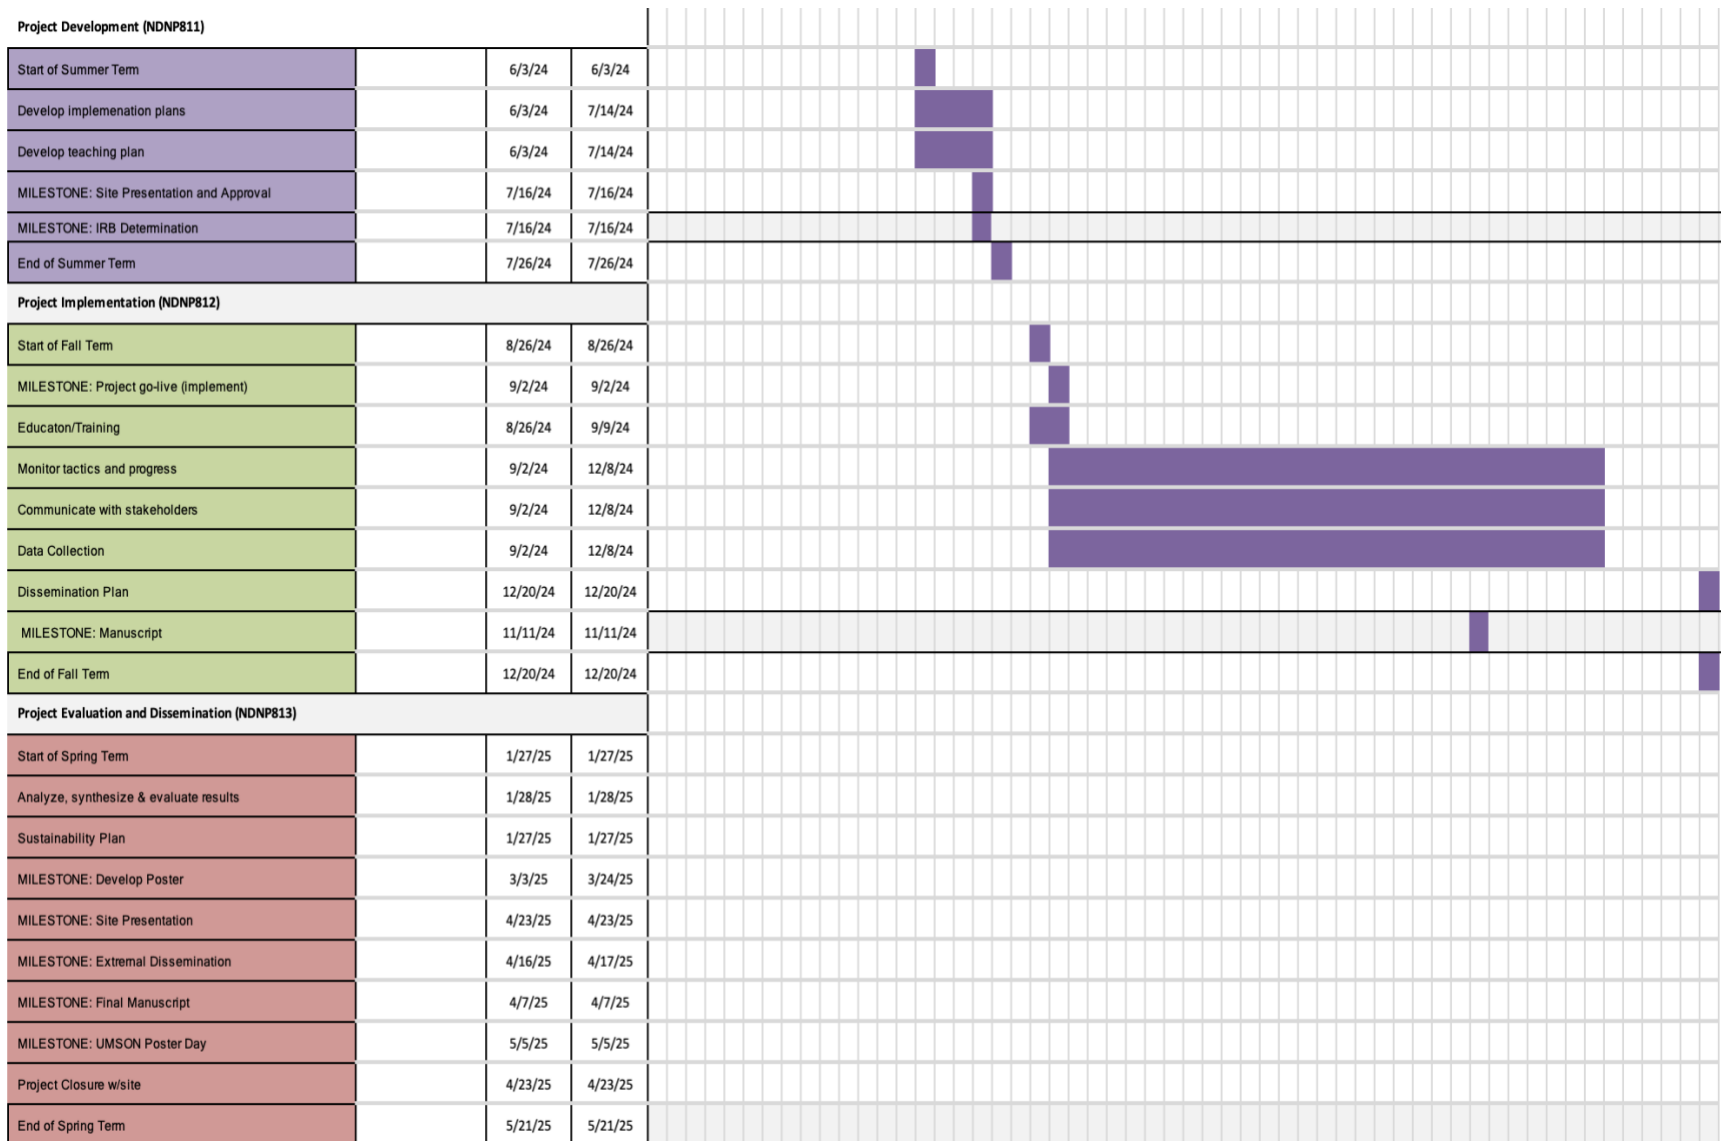 Project Development (NDNP811)
Start of Summer Term 6/3/24 6/3/24
Develop implemenation plans 6/3/24 7/14/24
Develop teaching plan 6/3/24 7/14/24
MILESTONE: Site Presentation and Approval 7/16/24 7/16/24
MILESTONE: IRB Determination 7/16/24 7/16/24
End of Summer Term 7/26/24 7/26/24
Project Implementation (NDNP812)
Start of Fall Term 8/26/24 8/26/24
MILESTONE: Project go-live (implement) 9/2/24 9/2/24
Educaton/Training 8/26/24 9/9/24
Monitor tactics and progress 9/2/24 12/8/24
Communicate with stakeholders 9/2/24 12/8/24
Data Collection 9/2/24 12/8/24
Dissemination Plan 12/20/24 12/20/24
MILESTONE: Manuscript 11/11/24 11/11/24
End of Fall Term 12/20/24 12/20/24
Project Evaluation and Dissemination (NDNP813)
Start of Spring Term 1/27/25 1/27/25
Analyze, synthesize & evaluate results 1/28/25 1/28/25
Sustainability Plan 1/27/25 1/27/25
MILESTONE: Develop Poster 3/3/25 3/24/25
MILESTONE: Site Presentation 4/23/25 4/23/25
MILESTONE: Extremal Dissemination 4/16/25 4/17/25
MILESTONE: Final Manuscript 4/7/25 4/7/25
MILESTONE: UMSON Poster Day 5/5/25 5/5/25
Project Closure w/site 4/23/25 4/23/25
End of Spring Term 5/21/25 5/21/25